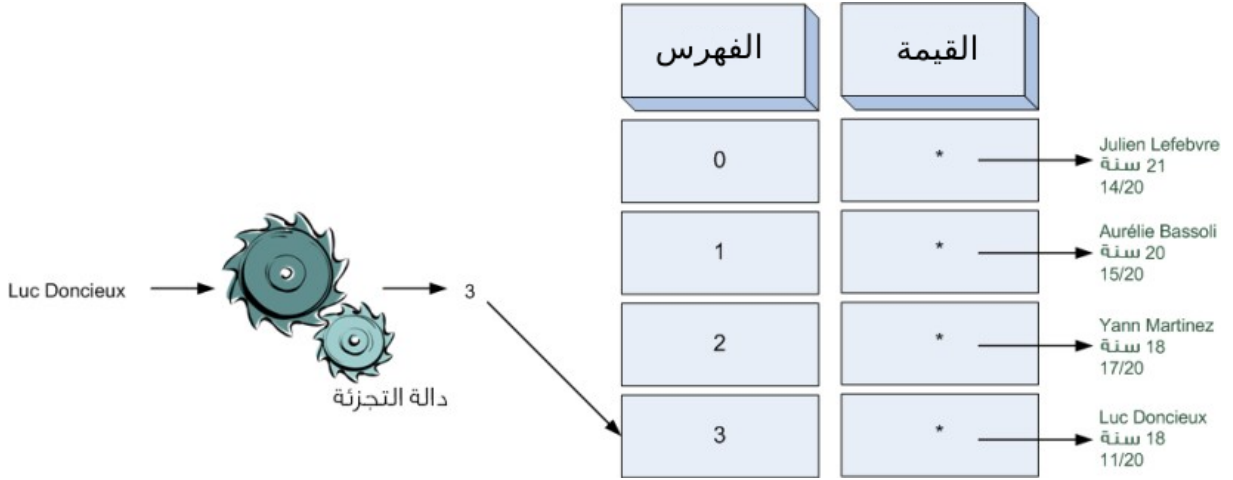 الفهرس
القيمة
0
*
Julien Lefebvre
21 سنة
14/20
1
*
Aurélie Bassoli
20 سنة
15/20
Luc Doncieux
3
دالة التجزئة
2
*
Yann Martinez
18 سنة
17/20
3
*
Luc Doncieux
18 سنة
11/20